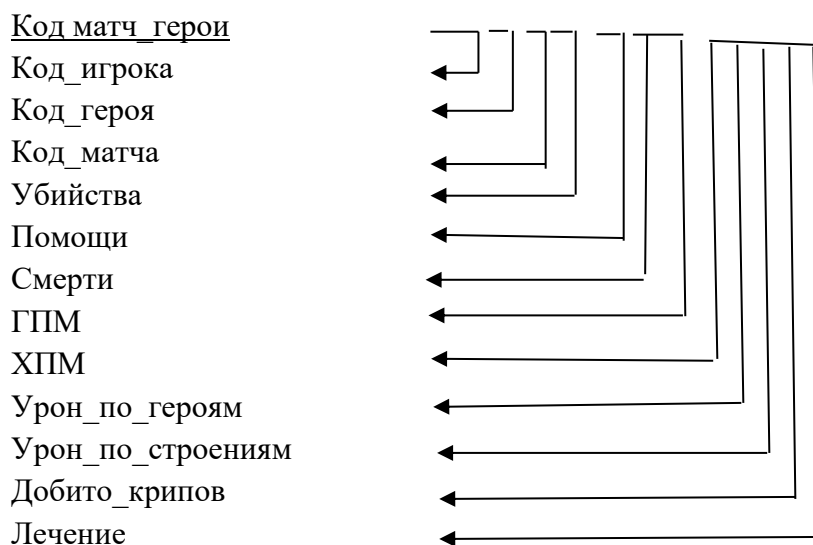 Код матч_герои
Код_игрока
Код_героя
Код_матча
Убийства
Помощи
Смерти
ГПМ
ХПМ
Урон_по_героям
Урон_по_строениям
Добито_крипов
Лечение